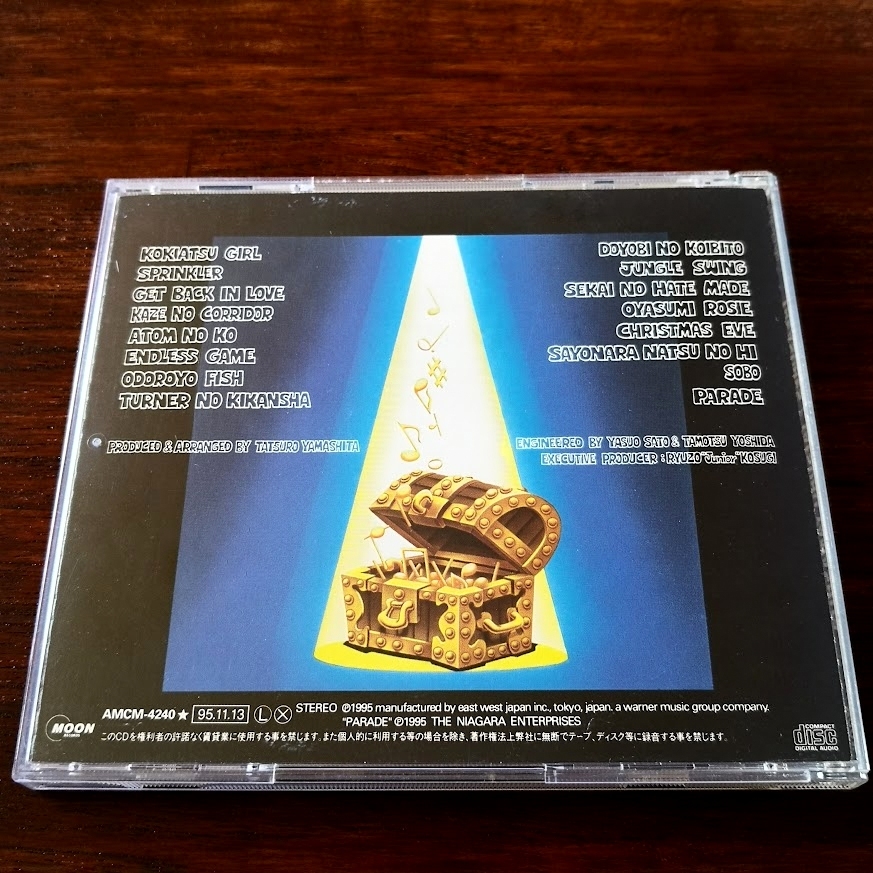 KOKIATSU GIRL
SPRINKLER
GET BACK IN LOVE
KAZE NO CORRIDOR
ATOM NO KO
ENDLESS GAME
ODOROYO FISH
TURNER NO KIKANSHA
DOYOBI NO KOIBITO
JUNGLE SWING
SEKAI NO HATE MADE
OYASUMI ROSIE
CHRISTMAS EVE
SAYONARA NATSU NO HI
SOBO
PARADE
PRODUCED & ARRANGED BY TATSURO YAMASHITA
ENGINEERED BY YASUO SATO & TAMOTSU YOSHIDA
EXECUTIVE PRODUCER : RYUZO "Junior" KOSUGI
MOON
RECORDS
AMCM-4240★ 95.11.13 Ⓛ Ⓧ STEREO ℗1995 manufactured by east west japan inc., tokyo, japan. a warner music group company.
"PARADE" ℗©1995 THE NIAGARA ENTERPRISES
このCDを権利者の許諾なく賃貸業に使用する事を禁じます。また個人的に利用する等の場合を除き、著作権法上弊社に無断でテープ、ディスク等に録音する事を禁じます。
COMPACT
disc
DIGITAL AUDIO